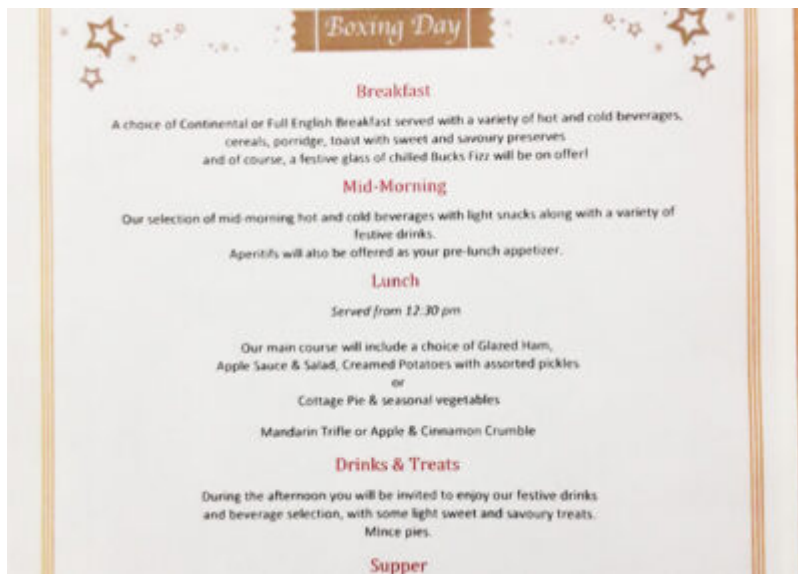 Boxing Day
Breakfast
A choice of Continental or Full English Breakfast served with a variety of hot and cold beverages,
cereals, porridge, toast with sweet and savoury preserves
and of course, a festive glass of chilled Bucks Fizz will be on offer!
Mid-Morning
Our selection of mid-morning hot and cold beverages with light snacks along with a variety of
festive drinks.
Aperitifs will also be offered as your pre-lunch appetizer.
Lunch
Served from 12:30 pm
Our main course will include a choice of Glazed Ham,
Apple Sauce & Salad, Creamed Potatoes with assorted pickles
or
Cottage Pie & seasonal vegetables
Mandarin Trifle or Apple & Cinnamon Crumble
Drinks & Treats
During the afternoon you will be invited to enjoy our festive drinks
and beverage selection, with some light sweet and savoury treats.
Mince pies.
Supper